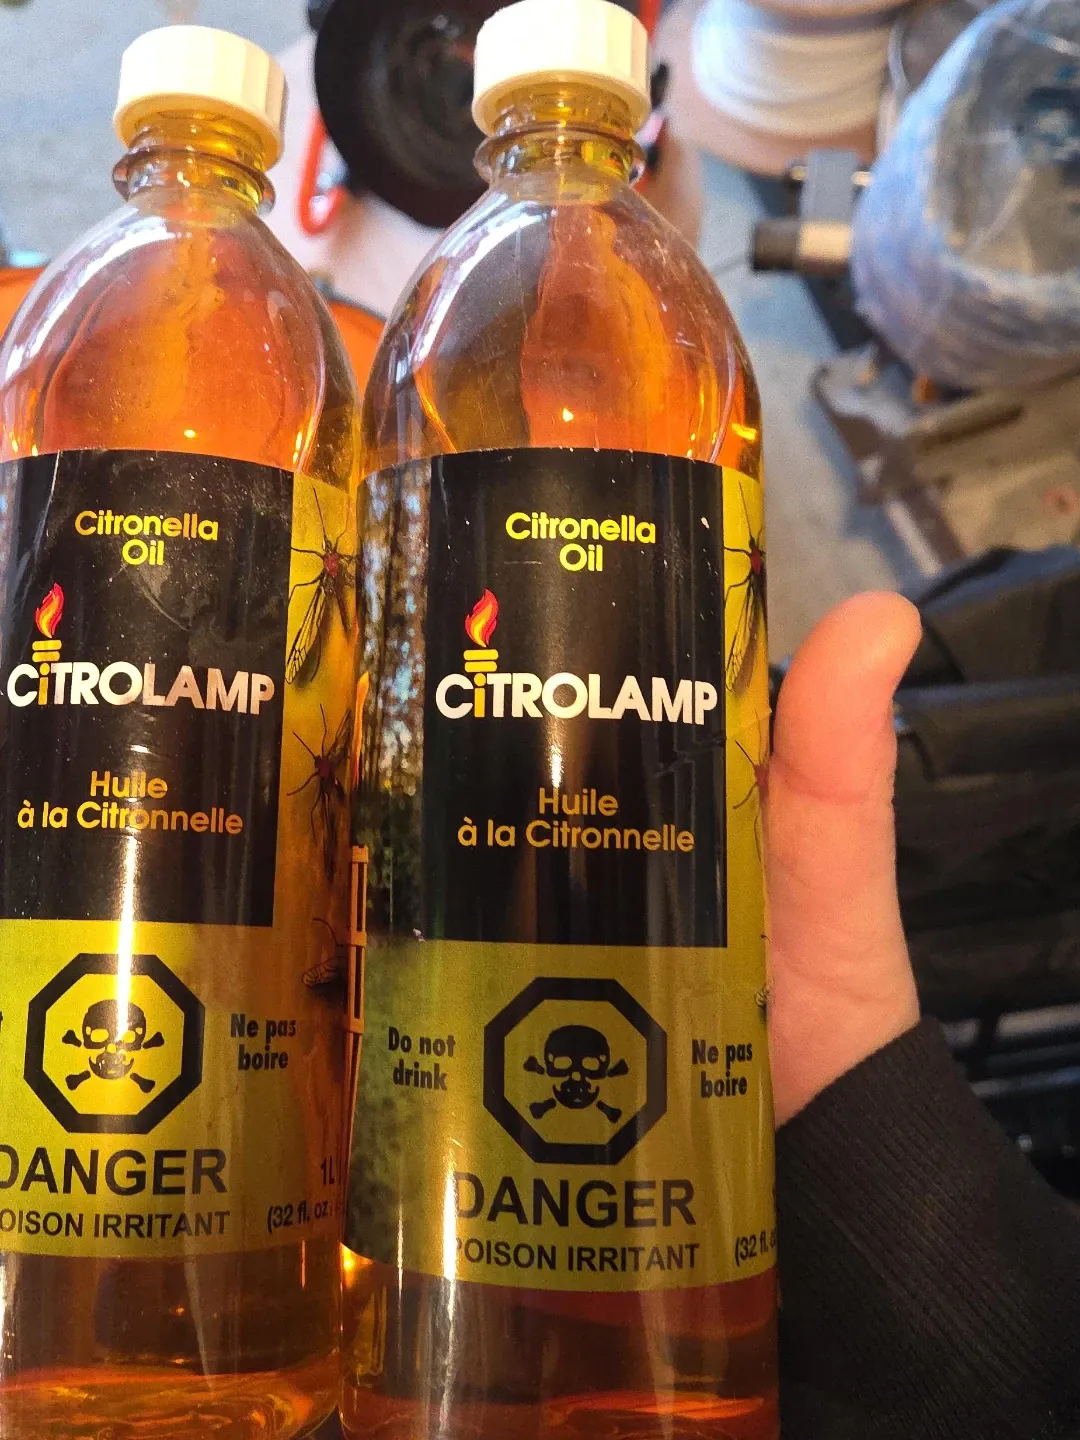 Citronella
Oil
CiTROLAMP
Huile
à la Citronnelle
Ne pas
boire
DANGER
POISON IRRITANT
1L
(32 fl. oz
Citronella
Oil
CiTROLAMP
Huile
à la Citronnelle
Do not
drink
Ne pas
boire
DANGER
POISON IRRITANT
(32 fl.